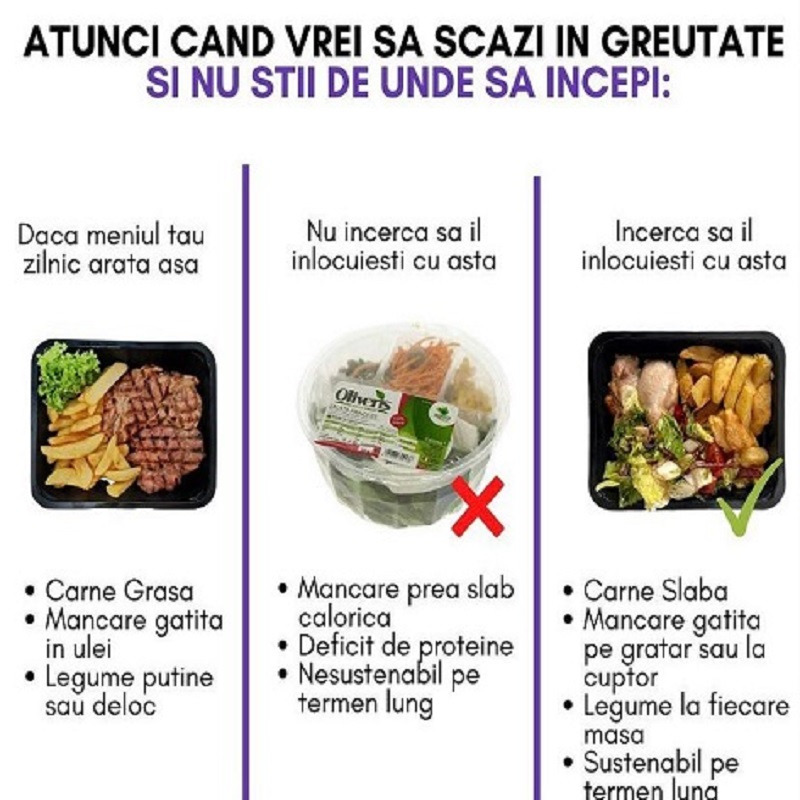 ATUNCI CAND VREI SA SCAZI IN GREUTATE
SI NU STII DE UNDE SA INCEPI:
Daca meniul tau
zilnic arata asa
• Carne Grasa
• Mancare gatita
in ulei
• Legume putine
sau deloc
Nu incerca sa il
inlocuiesti cu asta
Oliveris
• Mancare prea slab
calorica
• Deficit de proteine
• Nesustenabil pe
termen lung
Incerca sa il
inlocuiesti cu asta
• Carne Slaba
• Mancare gatita
pe gratar sau la
cuptor
• Legume la fiecare
masa
• Sustenabil pe
termen lung